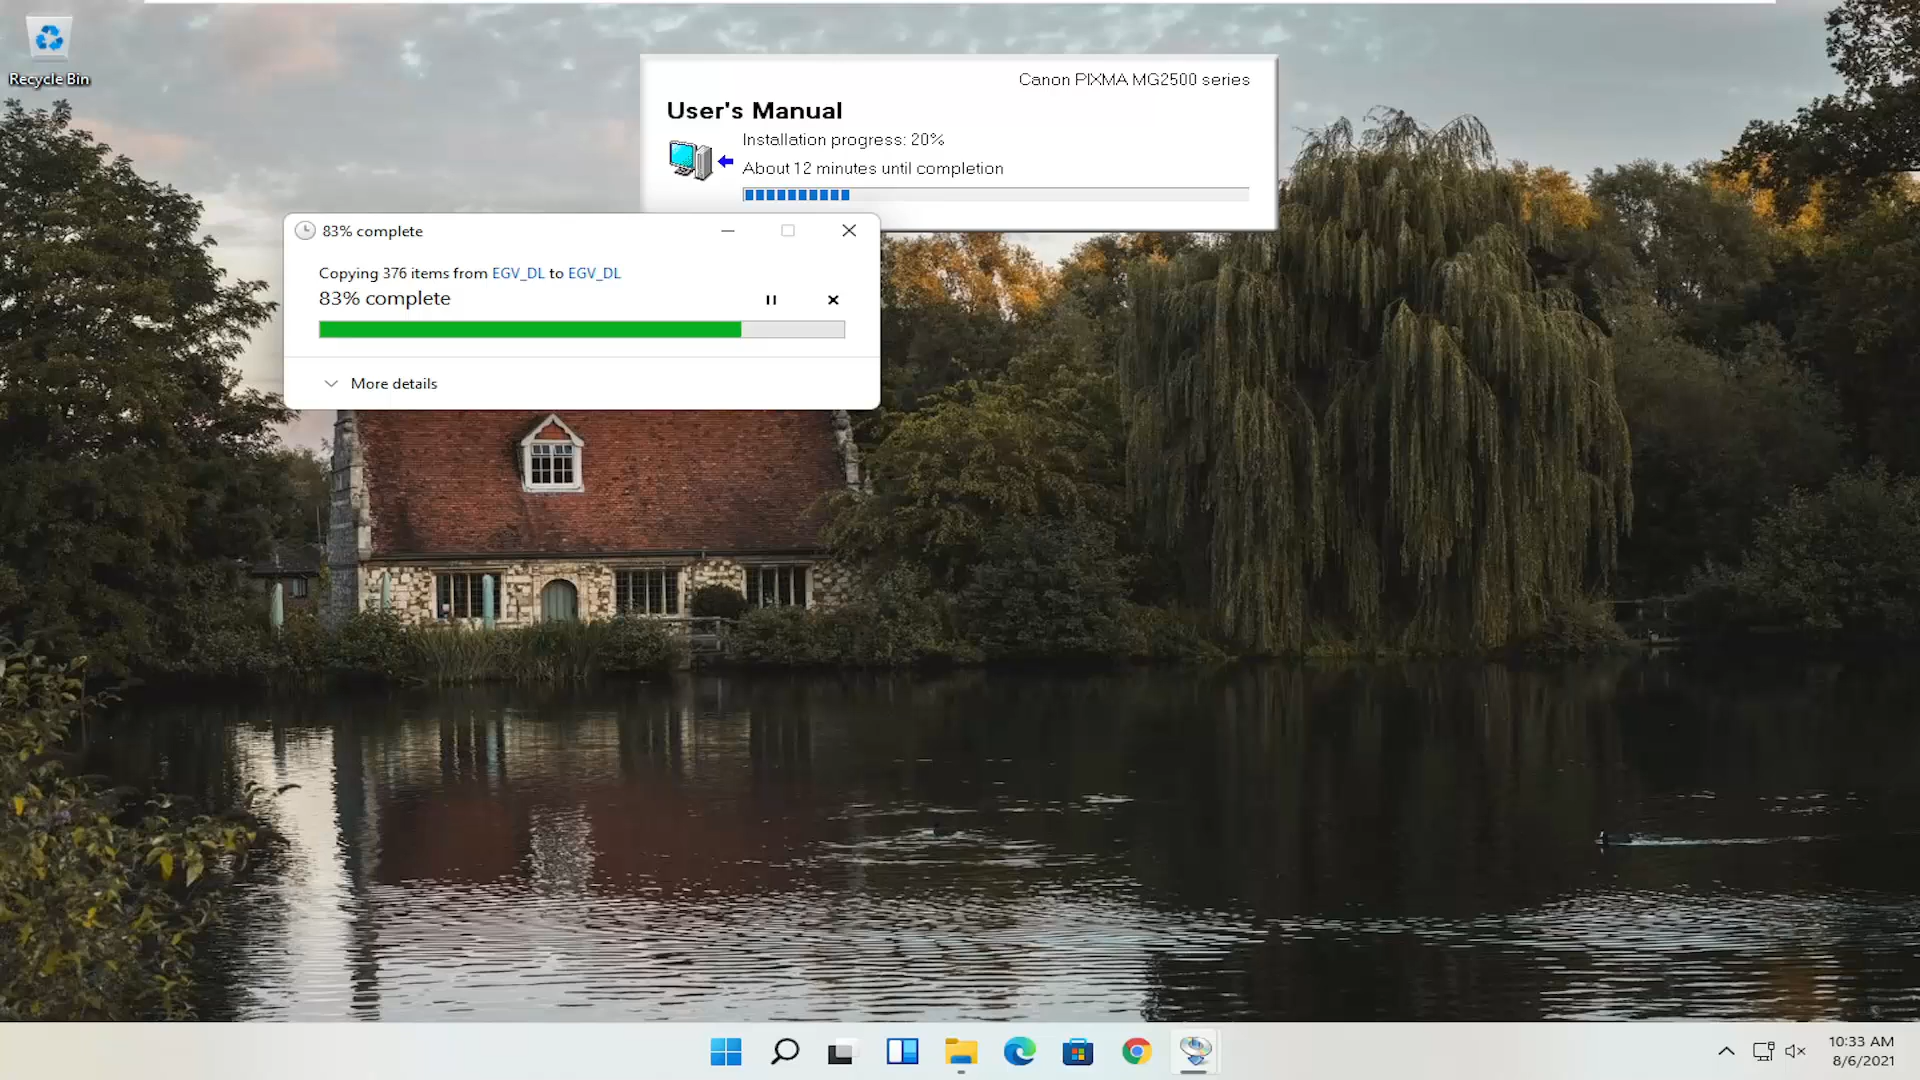 Recycle Bin
Canon PIXMA MG2500 series
User's Manual
Installation progress: 20%
About 12 minutes until completion
83% complete
Copying 376 items from EGV_DL to EGV_DL
83% complete
More details
10:33 AM
8/6/2021